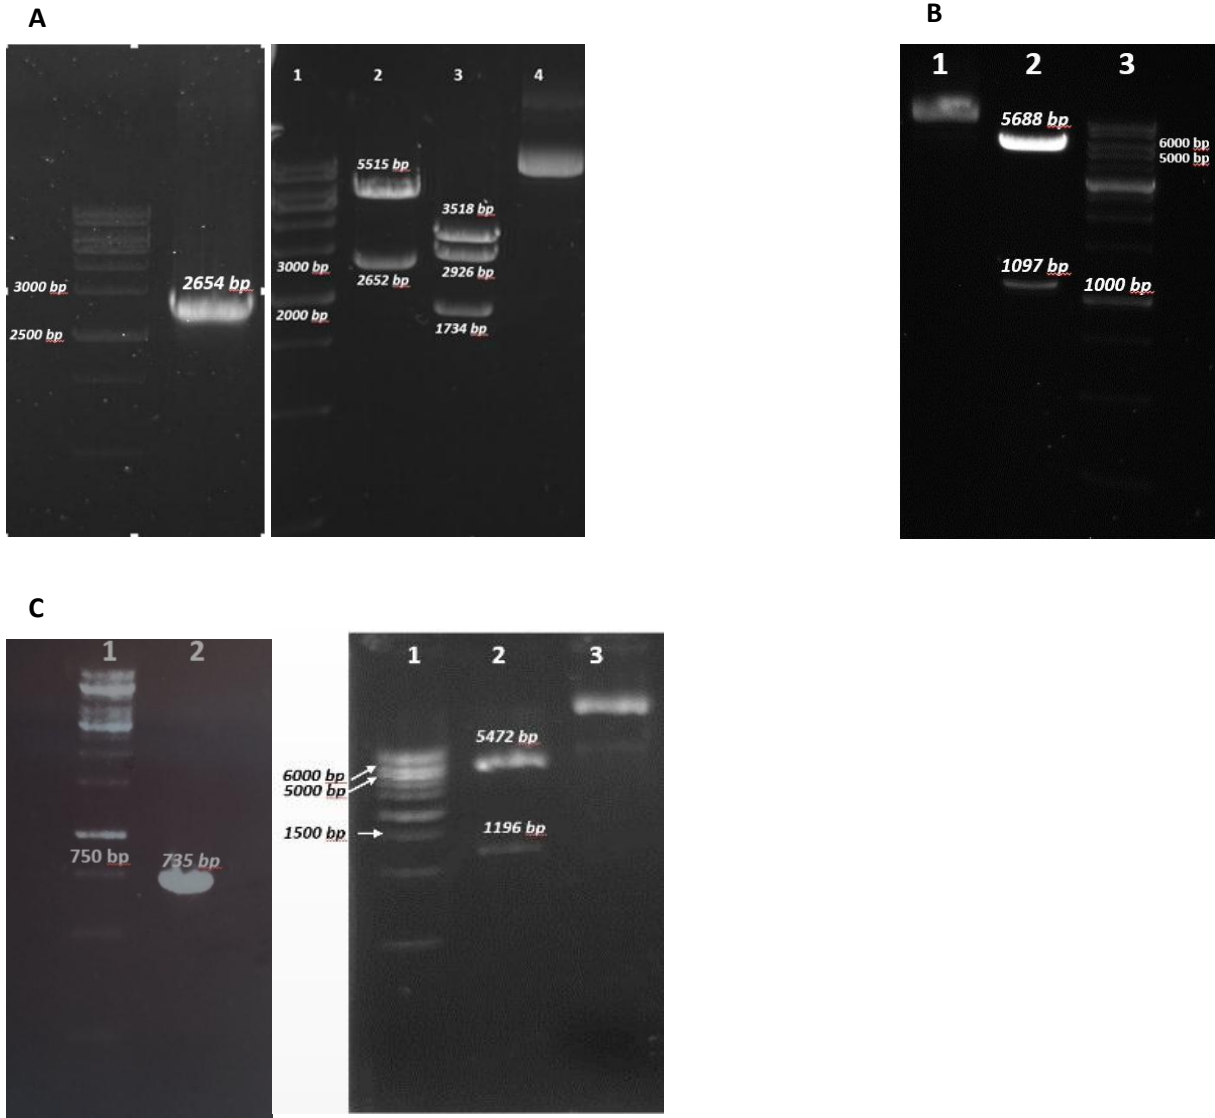 A
3000 bp
2654 bp
2500 bp
1 2 3 4
5515 bp
3518 bp
3000 bp
2652 bp
2926 bp
2000 bp
1734 bp
B
1 2 3
5688 bp
6000 bp
5000 bp
1097 bp
1000 bp
C
1 2
750 bp
735 bp
1 2 3
5472 bp
6000 bp
5000 bp
1500 bp
1196 bp